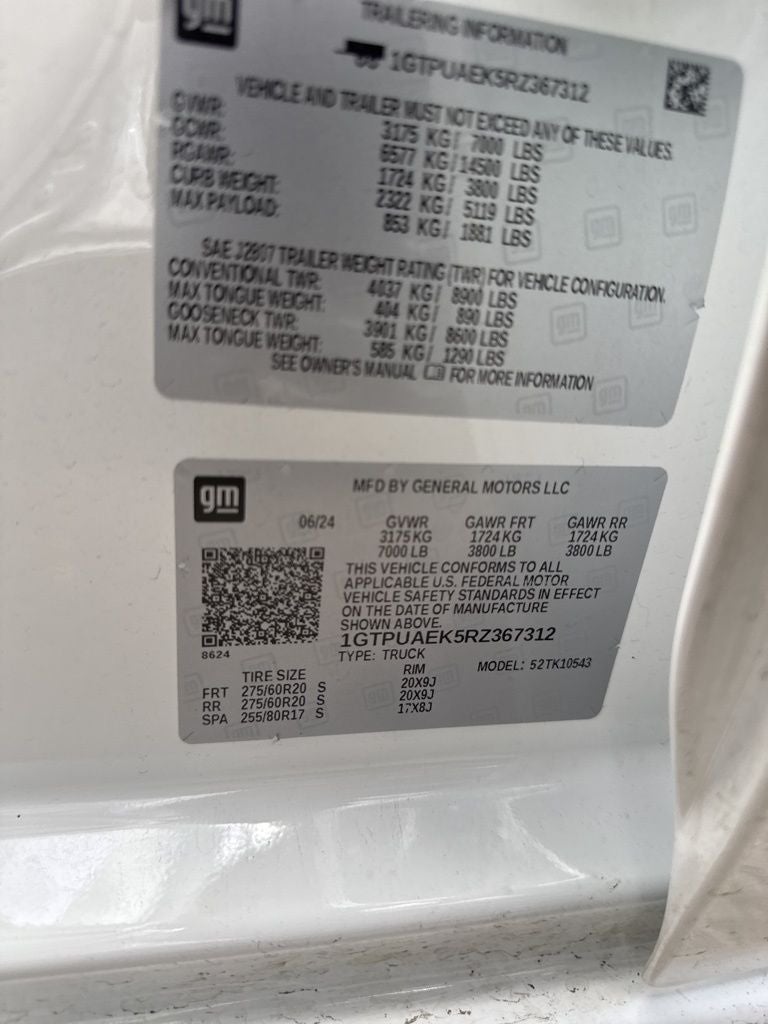 gm
TRAILERING INFORMATION
1GTPUAEK5RZ367312
VEHICLE AND TRAILER MUST NOT EXCEED ANY OF THESE VALUES.
GVWR: 3175 KG/ 7000 LBS
GCWR: 6577 KG/14500 LBS
RGAWR: 1724 KG/ 3800 LBS
CURB WEIGHT: 2322 KG/ 5119 LBS
MAX PAYLOAD: 853 KG/ 1881 LBS
SAE J2807 TRAILER WEIGHT RATING (TWR) FOR VEHICLE CONFIGURATION.
CONVENTIONAL TWR: 4037 KG/ 8900 LBS
MAX TONGUE WEIGHT: 404 KG/ 890 LBS
GOOSENECK TWR: 3901 KG/ 8600 LBS
MAX TONGUE WEIGHT: 585 KG/ 1290 LBS
SEE OWNER'S MANUAL FOR MORE INFORMATION
gm
MFD BY GENERAL MOTORS LLC
06/24 GVWR GAWR FRT GAWR RR
3175 KG 1724 KG 1724 KG
7000 LB 3800 LB 3800 LB
THIS VEHICLE CONFORMS TO ALL
APPLICABLE U.S. FEDERAL MOTOR
VEHICLE SAFETY STANDARDS IN EFFECT
ON THE DATE OF MANUFACTURE
SHOWN ABOVE.
1GTPUAEK5RZ367312
8624 TYPE: TRUCK MODEL: 52TK10543
TIRE SIZE RIM
FRT 275/60R20 S 20X9J
RR 275/60R20 S 20X9J
SPA 255/80R17 S 17X8J